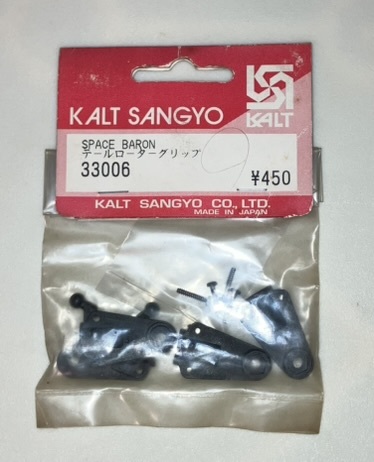 KALT SANGYO
KALT
SPACE BARON
テールローターグリップ
33006
¥450
KALT SANGYO CO., LTD.
MADE IN JAPAN